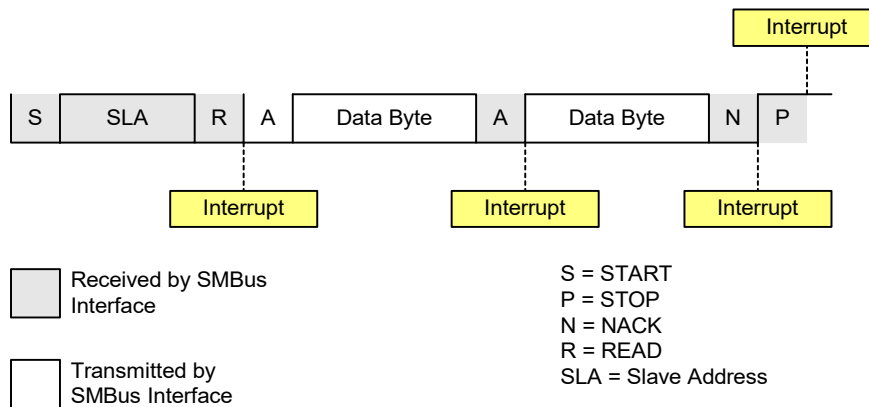 Interrupt
S SLA R A Data Byte A Data Byte N P
Interrupt Interrupt Interrupt
Received by SMBus
Interface
Transmitted by
SMBus Interface
S = START
P = STOP
N = NACK
R = READ
SLA = Slave Address